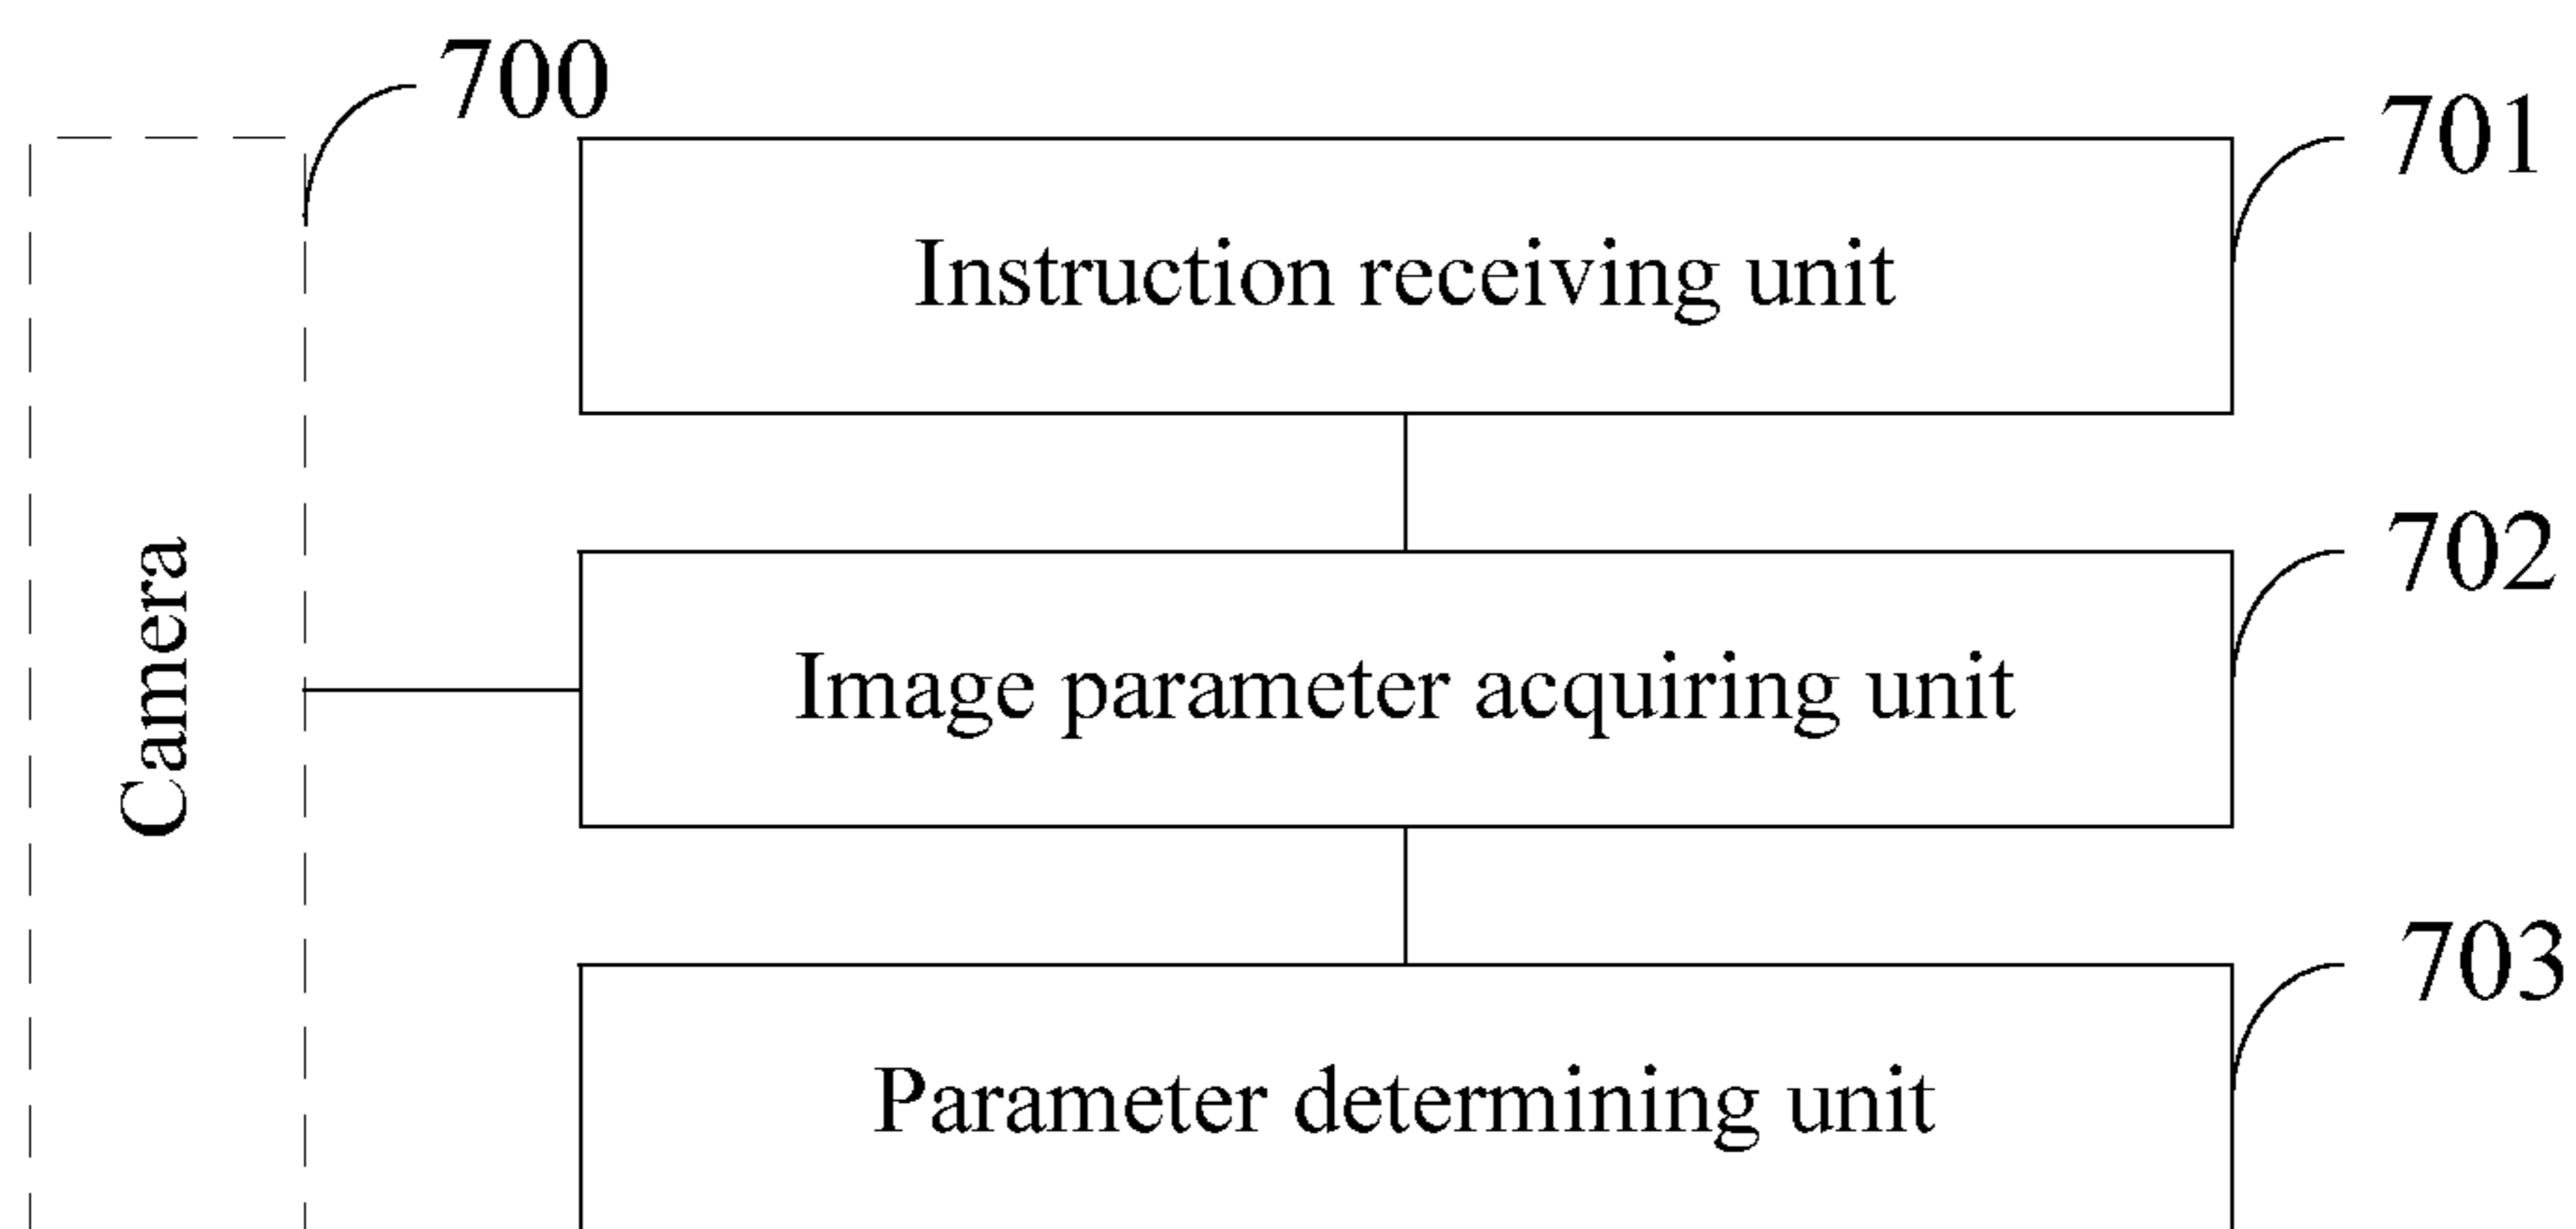 700
701
Instruction receiving unit
702
Camera
Image parameter acquiring unit
703
Parameter determining unit